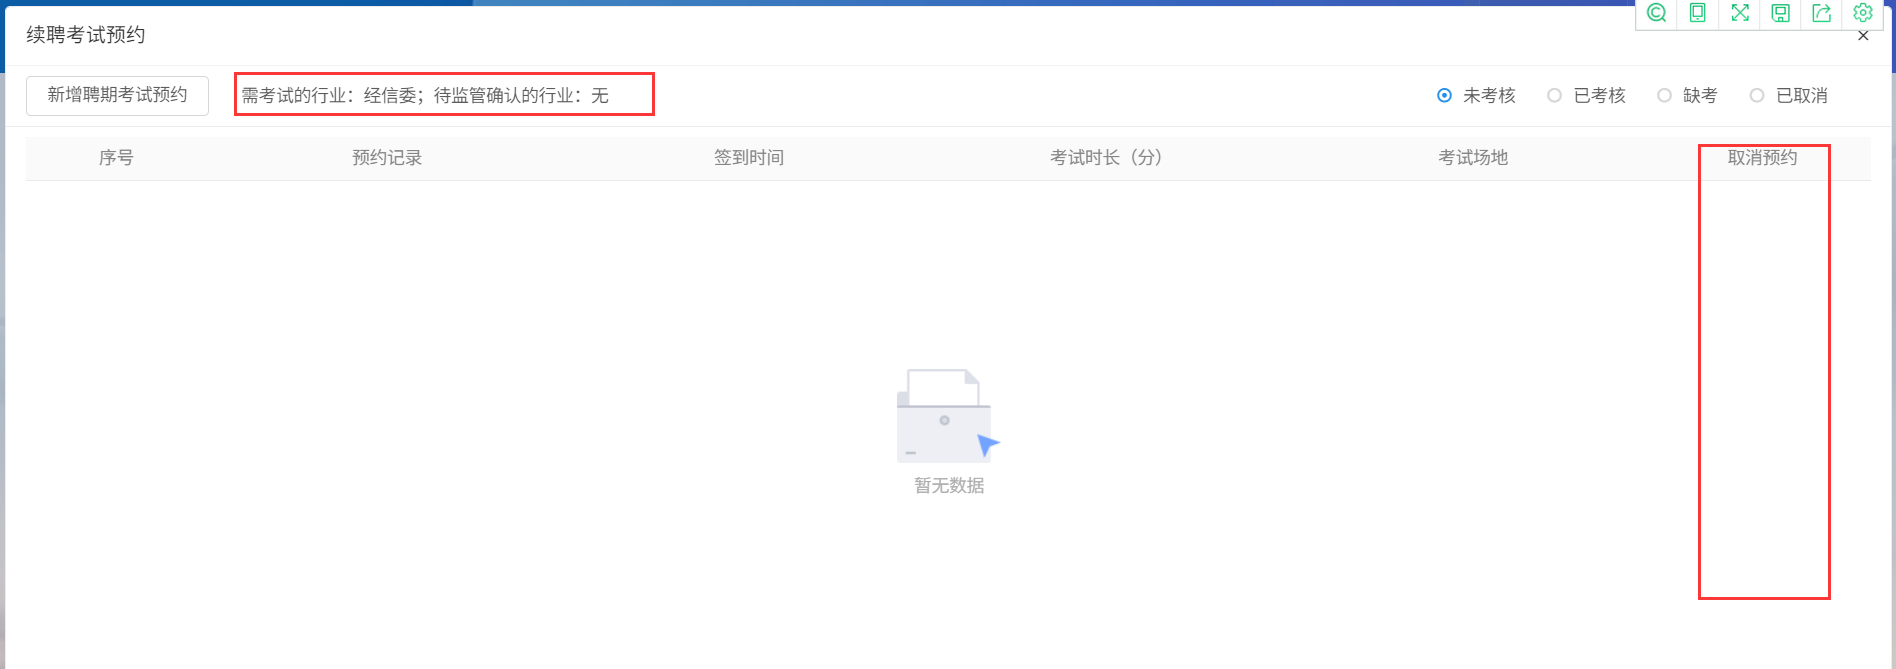 续聘考试预约
新增聘期考试预约 需考试的行业：经信委；待监管确认的行业：无 未考核 已考核 缺考 已取消
序号 预约记录 签到时间 考试时长（分） 考试场地 取消预约
暂无数据